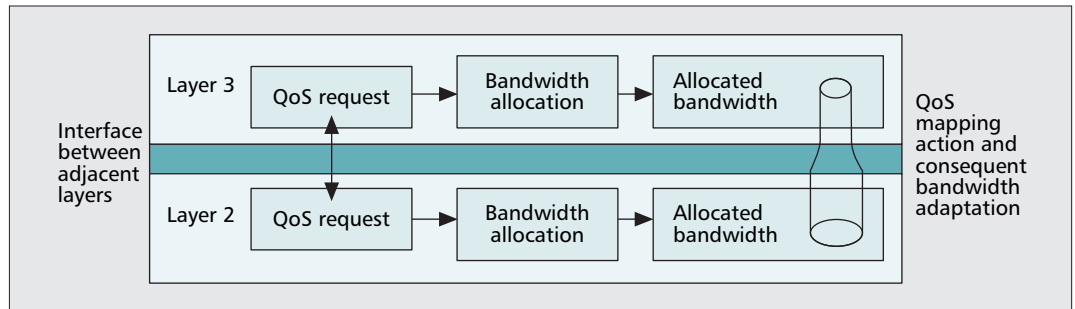 Interface
between
adjacent
layers
Layer 3
QoS request
Bandwidth
allocation
Allocated
bandwidth
Layer 2
QoS request
Bandwidth
allocation
Allocated
bandwidth
QoS
mapping
action and
consequent
bandwidth
adaptation